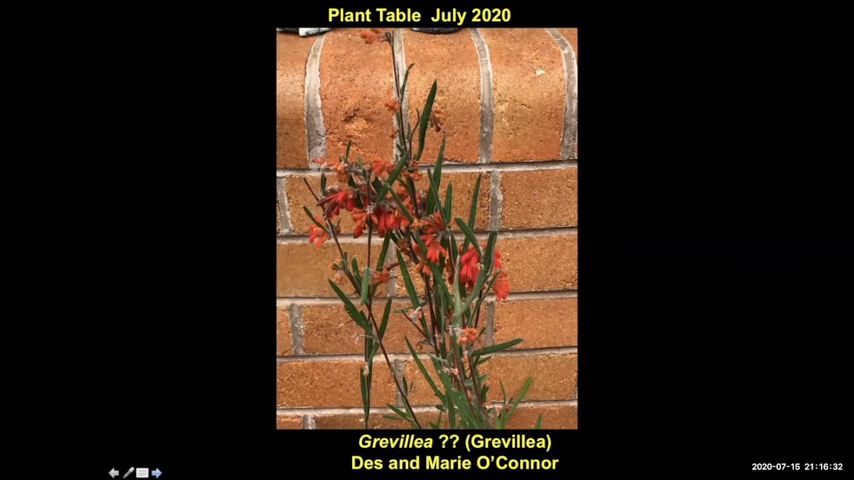 Plant Table July 2020
Grevillea ?? (Grevillea)
Des and Marie O'Connor
2020-07-15 21:16:32